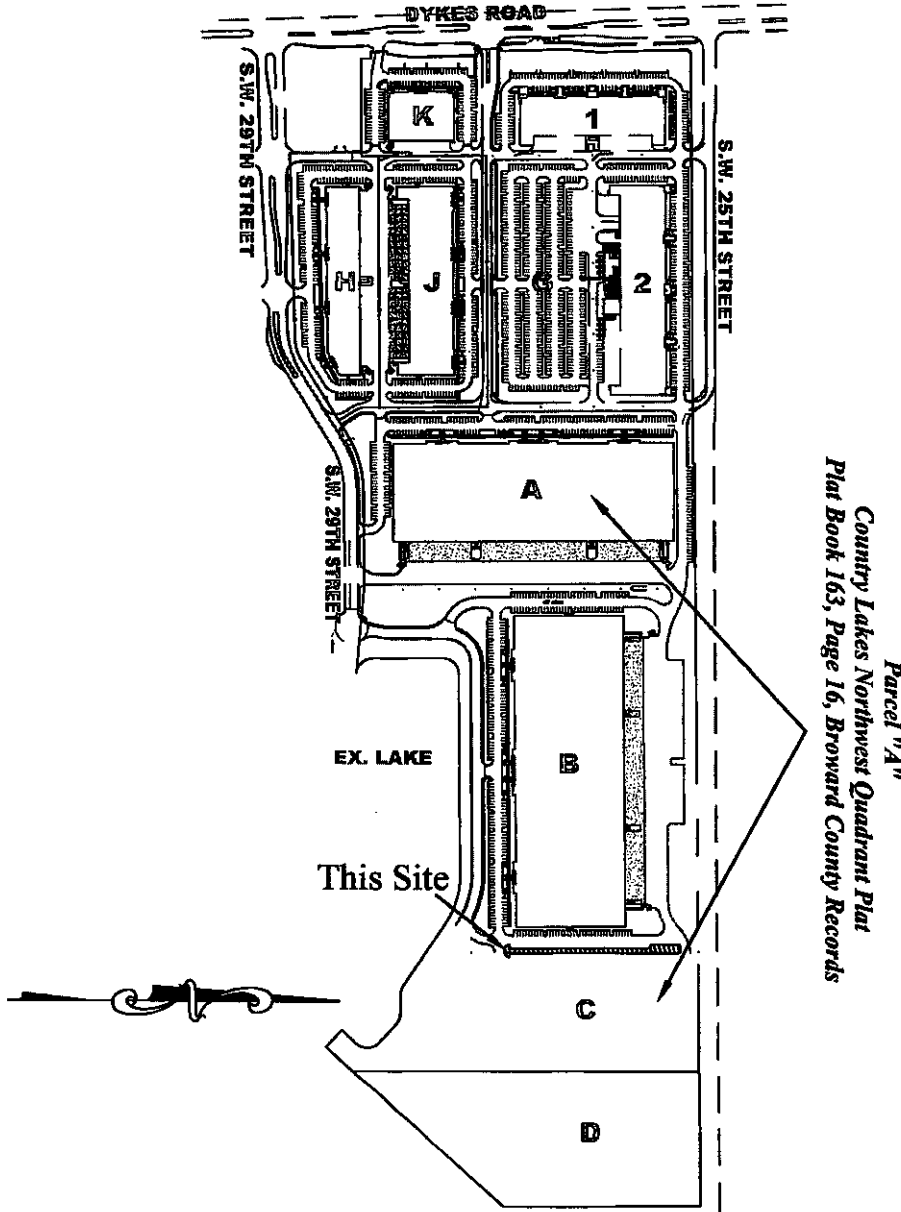 DYKES ROAD
S.W. 29TH STREET
K
1
S.W. 25TH STREET
H
J
G
2
Parcel "A"
Country Lakes Northwest Quadrant Plat
Plat Book 163, Page 16, Broward County Records
A
S.W. 29TH STREET
B
EX. LAKE
This Site
C
D